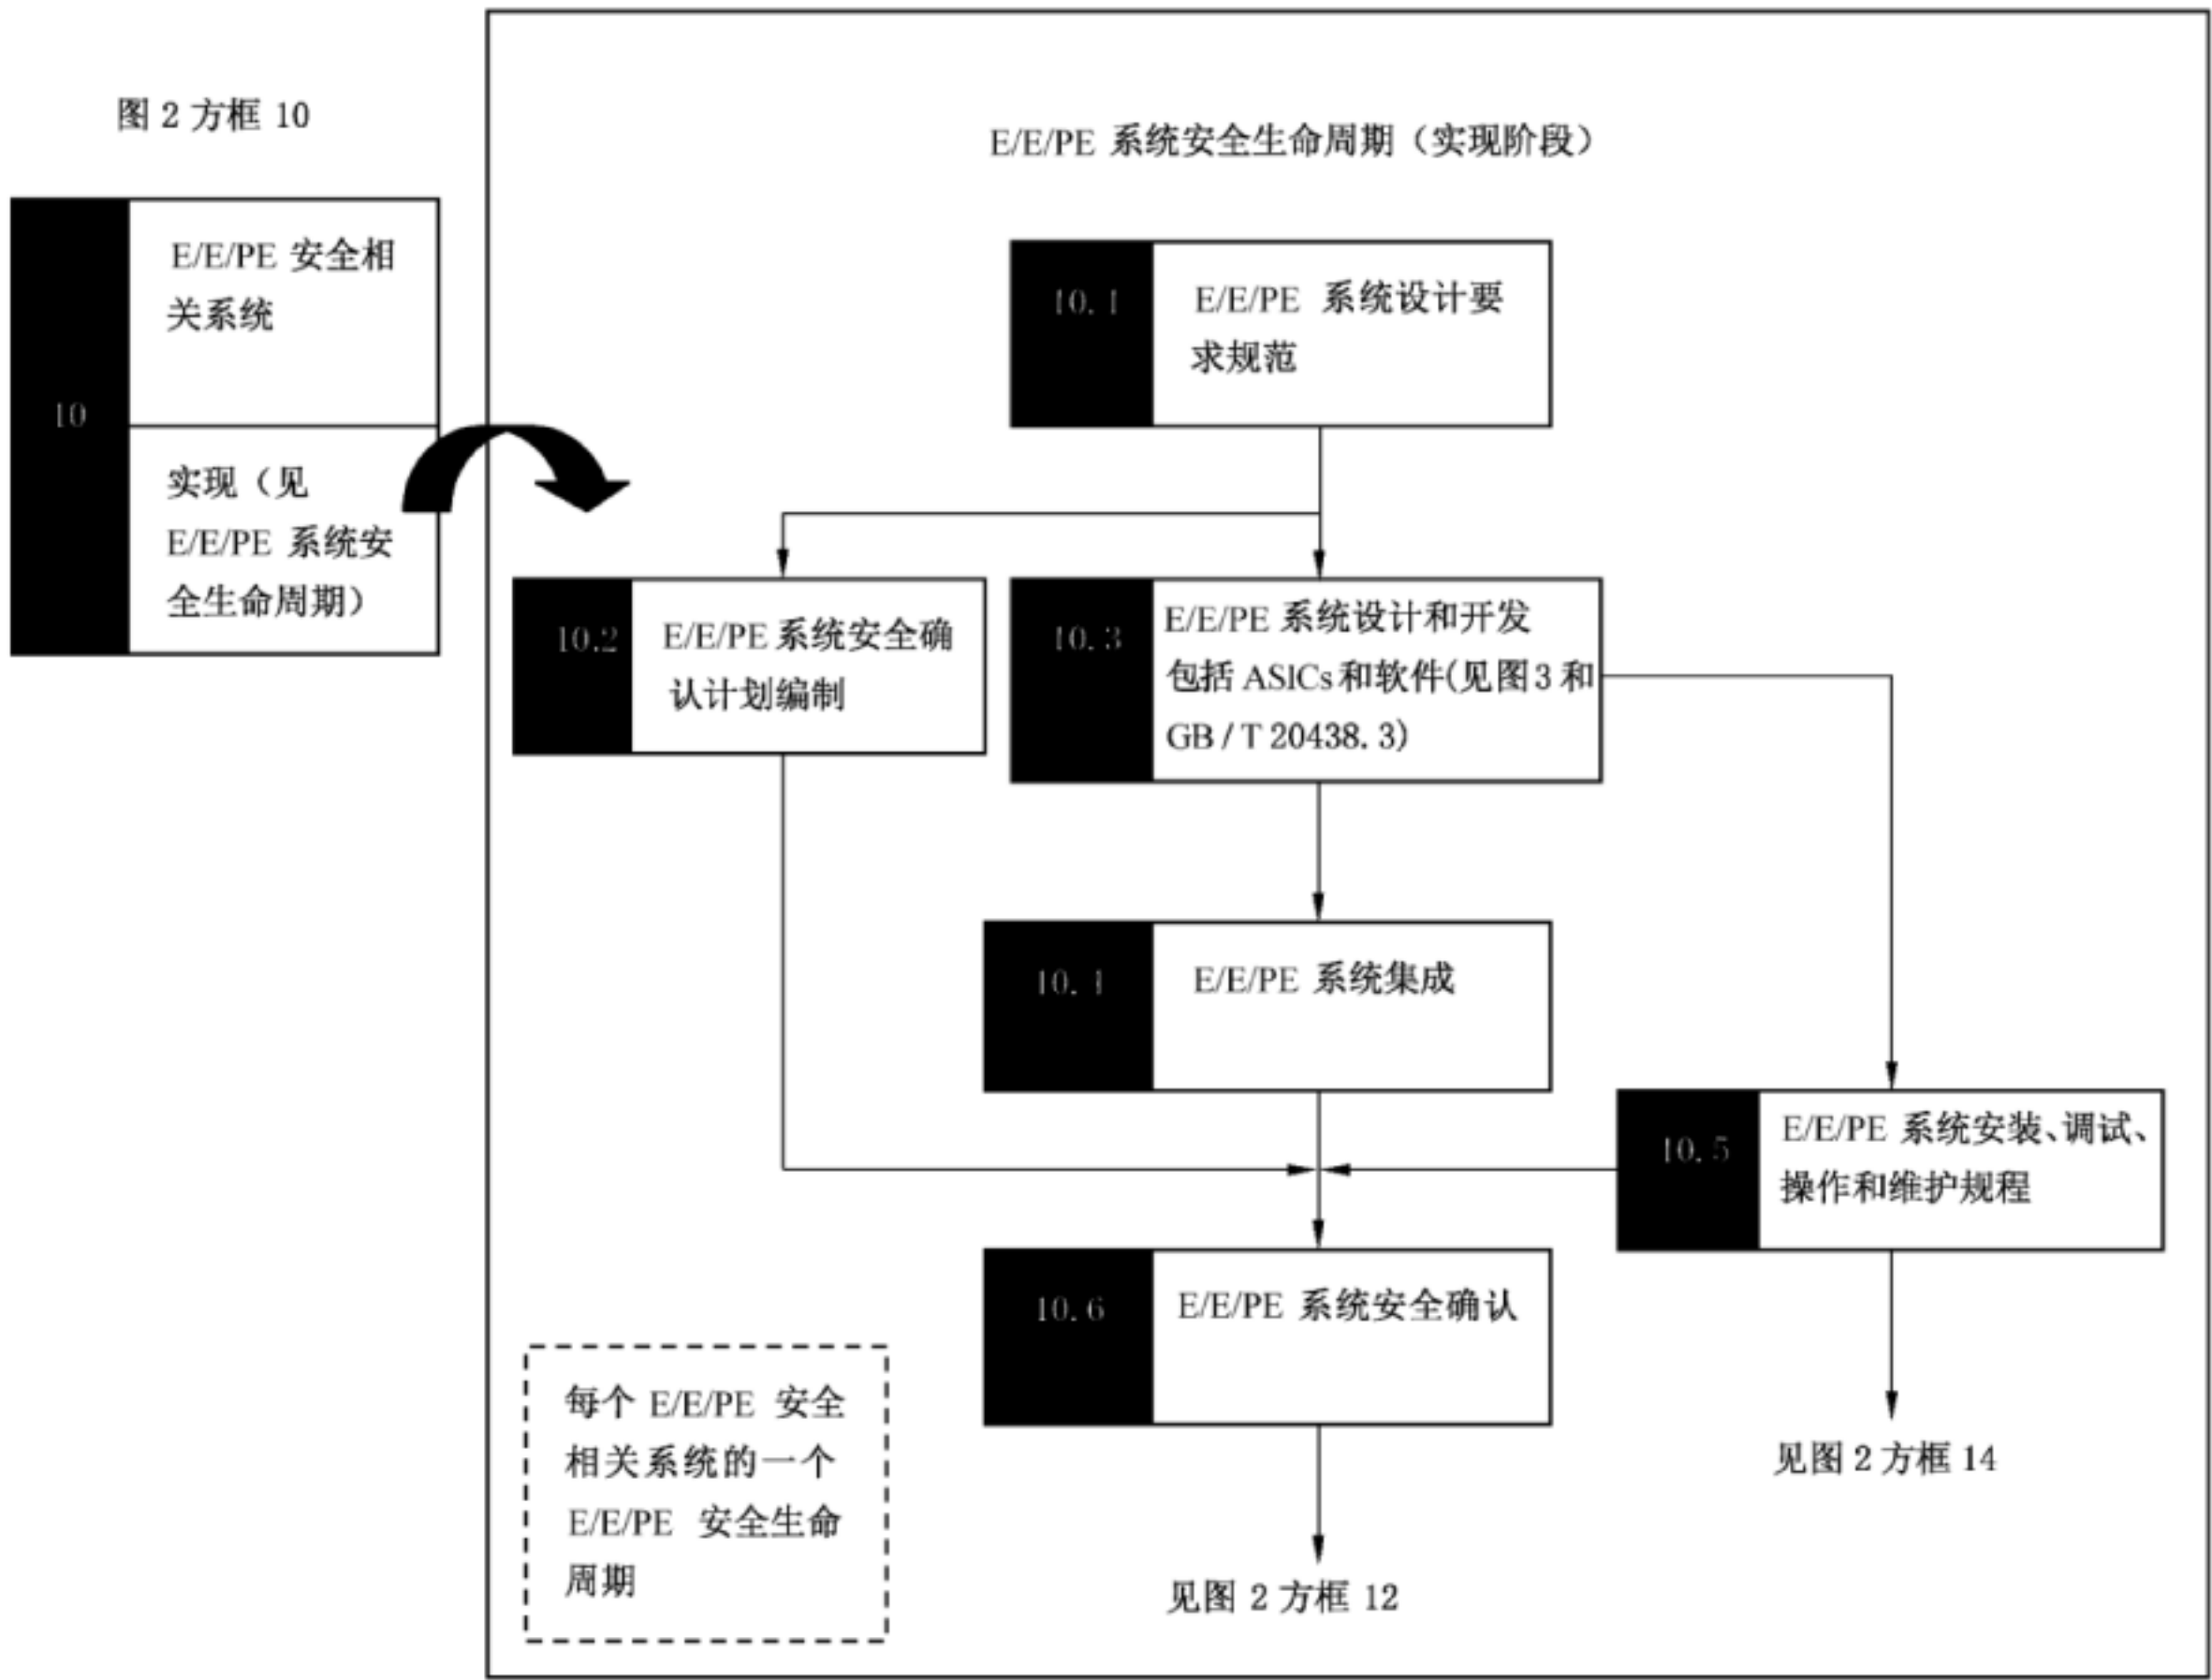 图 2 方框 10
10
E/E/PE 安全相
关系统
实现（见
E/E/PE 系统安
全生命周期）
E/E/PE 系统安全生命周期（实现阶段）
10.1
E/E/PE 系统设计要
求规范
10.2
E/E/PE 系统安全确
认计划编制
10.3
E/E/PE 系统设计和开发
包括 ASICs 和软件(见图 3 和
GB / T 20438.3)
E/E/PE 系统集成
10.5
E/E/PE 系统安装、调试、
操作和维护规程
10.6
E/E/PE 系统安全确认
每个 E/E/PE 安全
相关系统的一个
E/E/PE 安全生命
周期
见图 2 方框 14
见图 2 方框 12